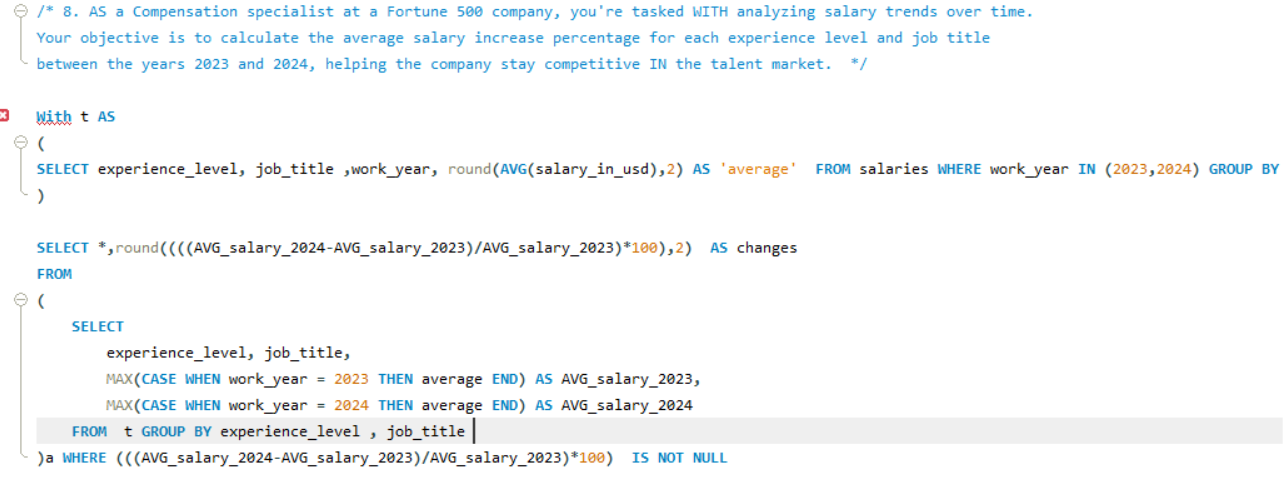 /* 8. AS a Compensation specialist at a Fortune 500 company, you're tasked WITH analyzing salary trends over time.
Your objective is to calculate the average salary increase percentage for each experience level and job title
between the years 2023 and 2024, helping the company stay competitive IN the talent market.  */
With t AS
(
SELECT experience_level, job_title ,work_year, round(AVG(salary_in_usd),2) AS 'average'  FROM salaries WHERE work_year IN (2023,2024) GROUP BY
)
SELECT *,round((((AVG_salary_2024-AVG_salary_2023)/AVG_salary_2023)*100),2)  AS changes
FROM
(
SELECT
experience_level, job_title,
MAX(CASE WHEN work_year = 2023 THEN average END) AS AVG_salary_2023,
MAX(CASE WHEN work_year = 2024 THEN average END) AS AVG_salary_2024
FROM  t GROUP BY experience_level , job_title
)a WHERE (((AVG_salary_2024-AVG_salary_2023)/AVG_salary_2023)*100)  IS NOT NULL